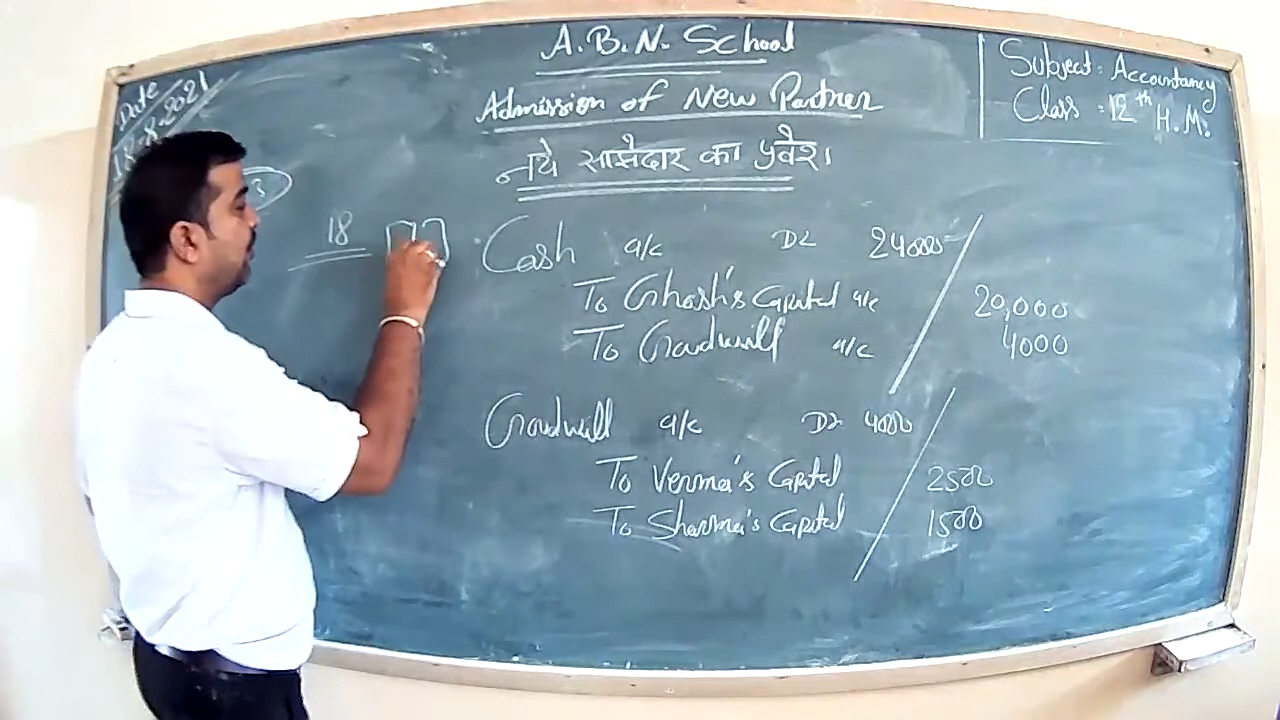 A.B.N. School
Admission of New Partner
नये साझेदार का प्रवेश।
Date
18-8-2021
Subject: Accountancy
Class :12th H.M.
3
18
Cash a/c Dr 24000
To Ghosh's Capital a/c 20,000
To Goodwill a/c 4000
Goodwill a/c Dr 4000
To Verma's Capital 2500
To Sharma's Capital 1500